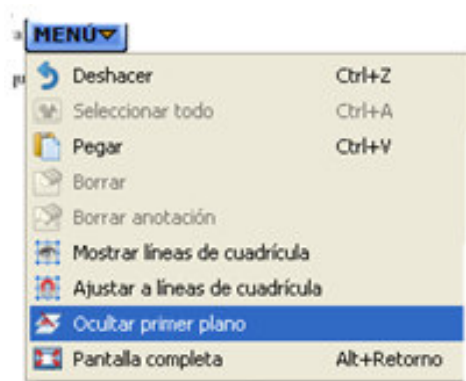 MENÚ
Deshacer Ctrl+Z
Seleccionar todo Ctrl+A
Pegar Ctrl+V
Borrar
Borrar anotación
Mostrar líneas de cuadrícula
Ajustar a líneas de cuadrícula
Ocultar primer plano
Pantalla completa Alt+Retorno